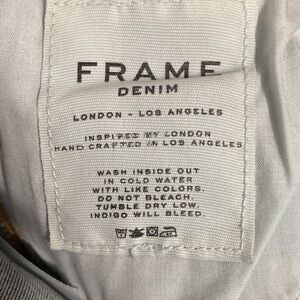 FRAME
DENIM
LONDON - LOS ANGELES
INSPIRED BY LONDON
HAND CRAFTED IN LOS ANGELES
WASH INSIDE OUT
IN COLD WATER
WITH LIKE COLORS.
DO NOT BLEACH.
TUMBLE DRY LOW.
INDIGO WILL BLEED.